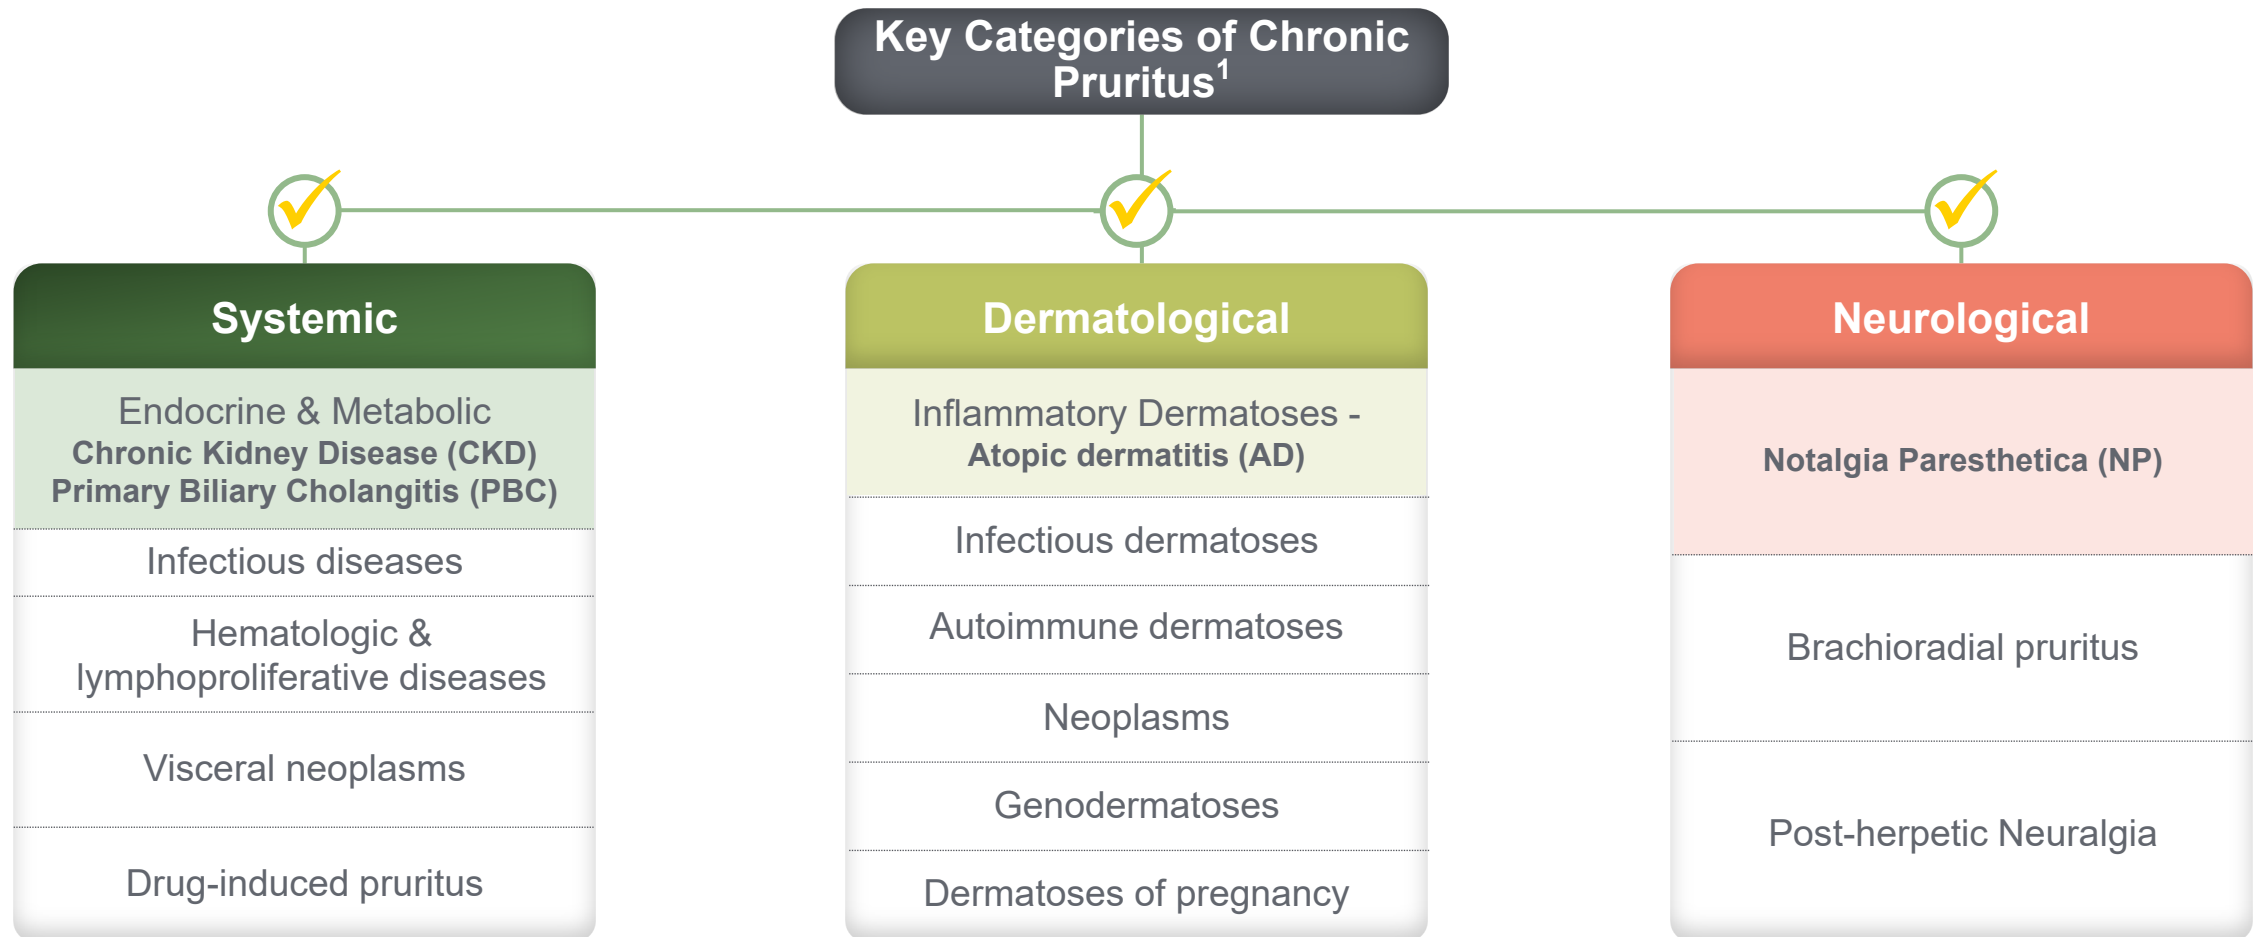 Key Categories of Chronic
Pruritus1
Systemic
Endocrine & Metabolic
Chronic Kidney Disease (CKD)
Primary Biliary Cholangitis (PBC)
Infectious diseases
Hematologic &
lymphoproliferative diseases
Visceral neoplasms
Drug-induced pruritus
Dermatological
Inflammatory Dermatoses -
Atopic dermatitis (AD)
Infectious dermatoses
Autoimmune dermatoses
Neoplasms
Genodermatoses
Dermatoses of pregnancy
Neurological
Notalgia Paresthetica (NP)
Brachioradial pruritus
Post-herpetic Neuralgia